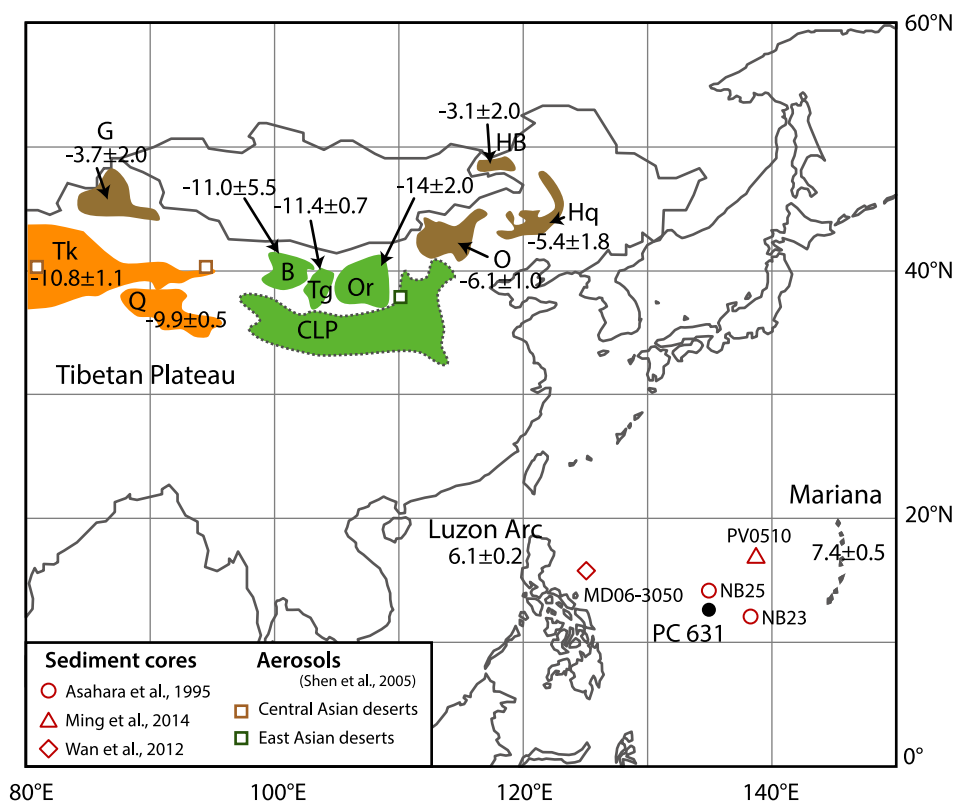 60°N
-3.1±2.0
G
HB
-3.7±2.0
-11.0±5.5
-14±2.0
-11.4±0.7
Hq
-5.4±1.8
Tk
O
40°N
-10.8±1.1
B
-6.1±1.0
Tg
Or
Q
-9.9±0.5
CLP
Tibetan Plateau
Mariana
20°N
Luzon Arc
PV0510
6.1±0.2
7.4±0.5
MD06-3050
NB25
NB23
PC 631
Sediment cores
Asahara et al., 1995
Ming et al., 2014
Wan et al., 2012
Aerosols
(Shen et al., 2005)
Central Asian deserts
East Asian deserts
0°
80°E
100°E
120°E
140°E